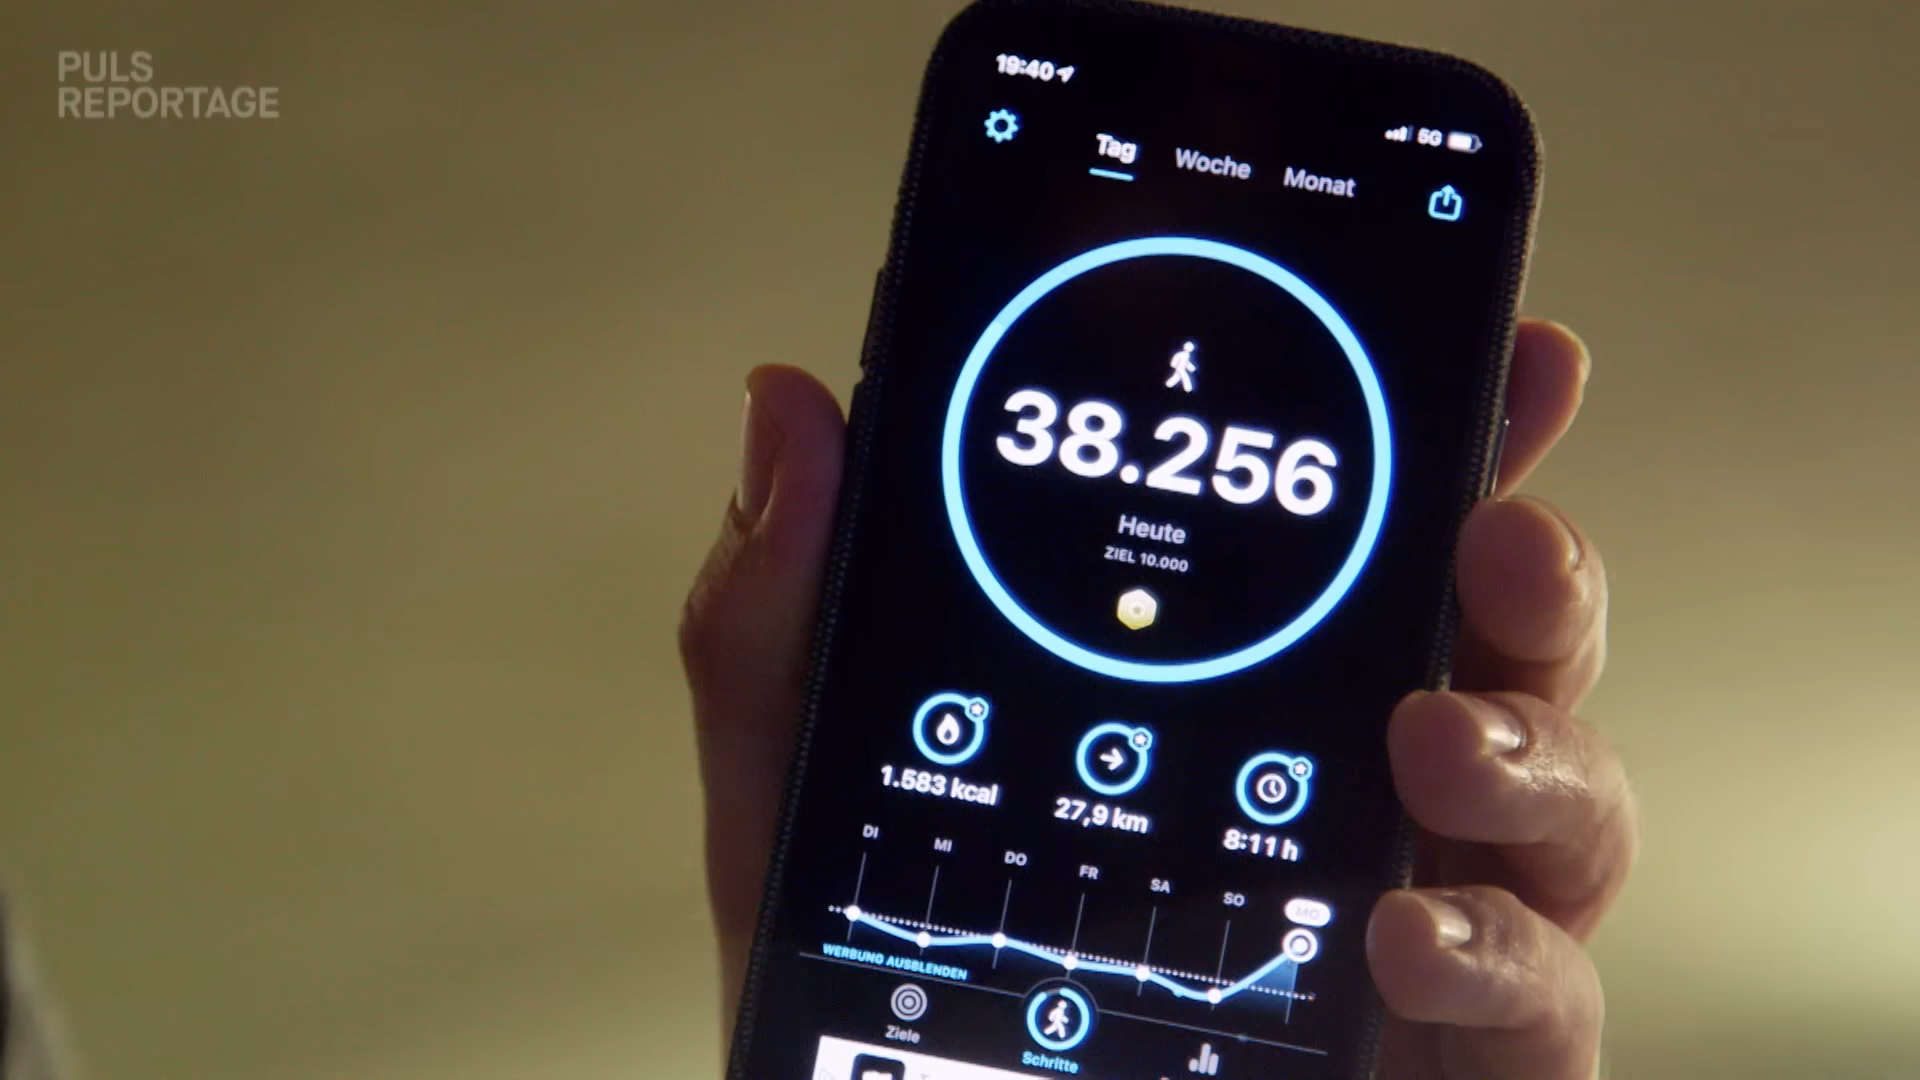 PULS
REPORTAGE
19:40
5G
Tag Woche Monat
38.256
Heute
ZIEL 10.000
1.583 kcal 27,9 km 8:11 h
DI MI DO FR SA SO MO
WERBUNG AUSBLENDEN
Ziele
Schritte